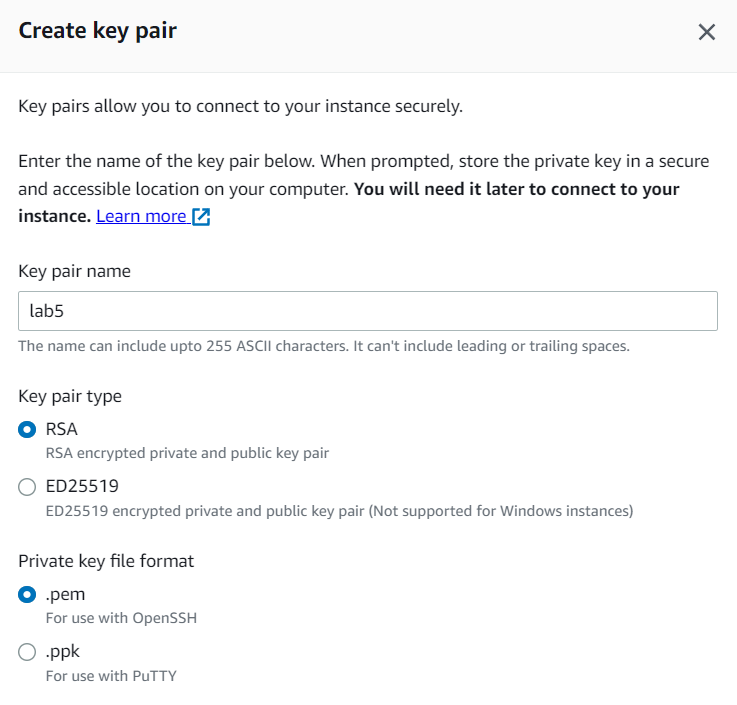 Create key pair
Key pairs allow you to connect to your instance securely.
Enter the name of the key pair below. When prompted, store the private key in a secure
and accessible location on your computer. You will need it later to connect to your
instance. Learn more
Key pair name
lab5
The name can include upto 255 ASCII characters. It can't include leading or trailing spaces.
Key pair type
RSA
RSA encrypted private and public key pair
ED25519
ED25519 encrypted private and public key pair (Not supported for Windows instances)
Private key file format
.pem
For use with OpenSSH
.ppk
For use with PuTTY